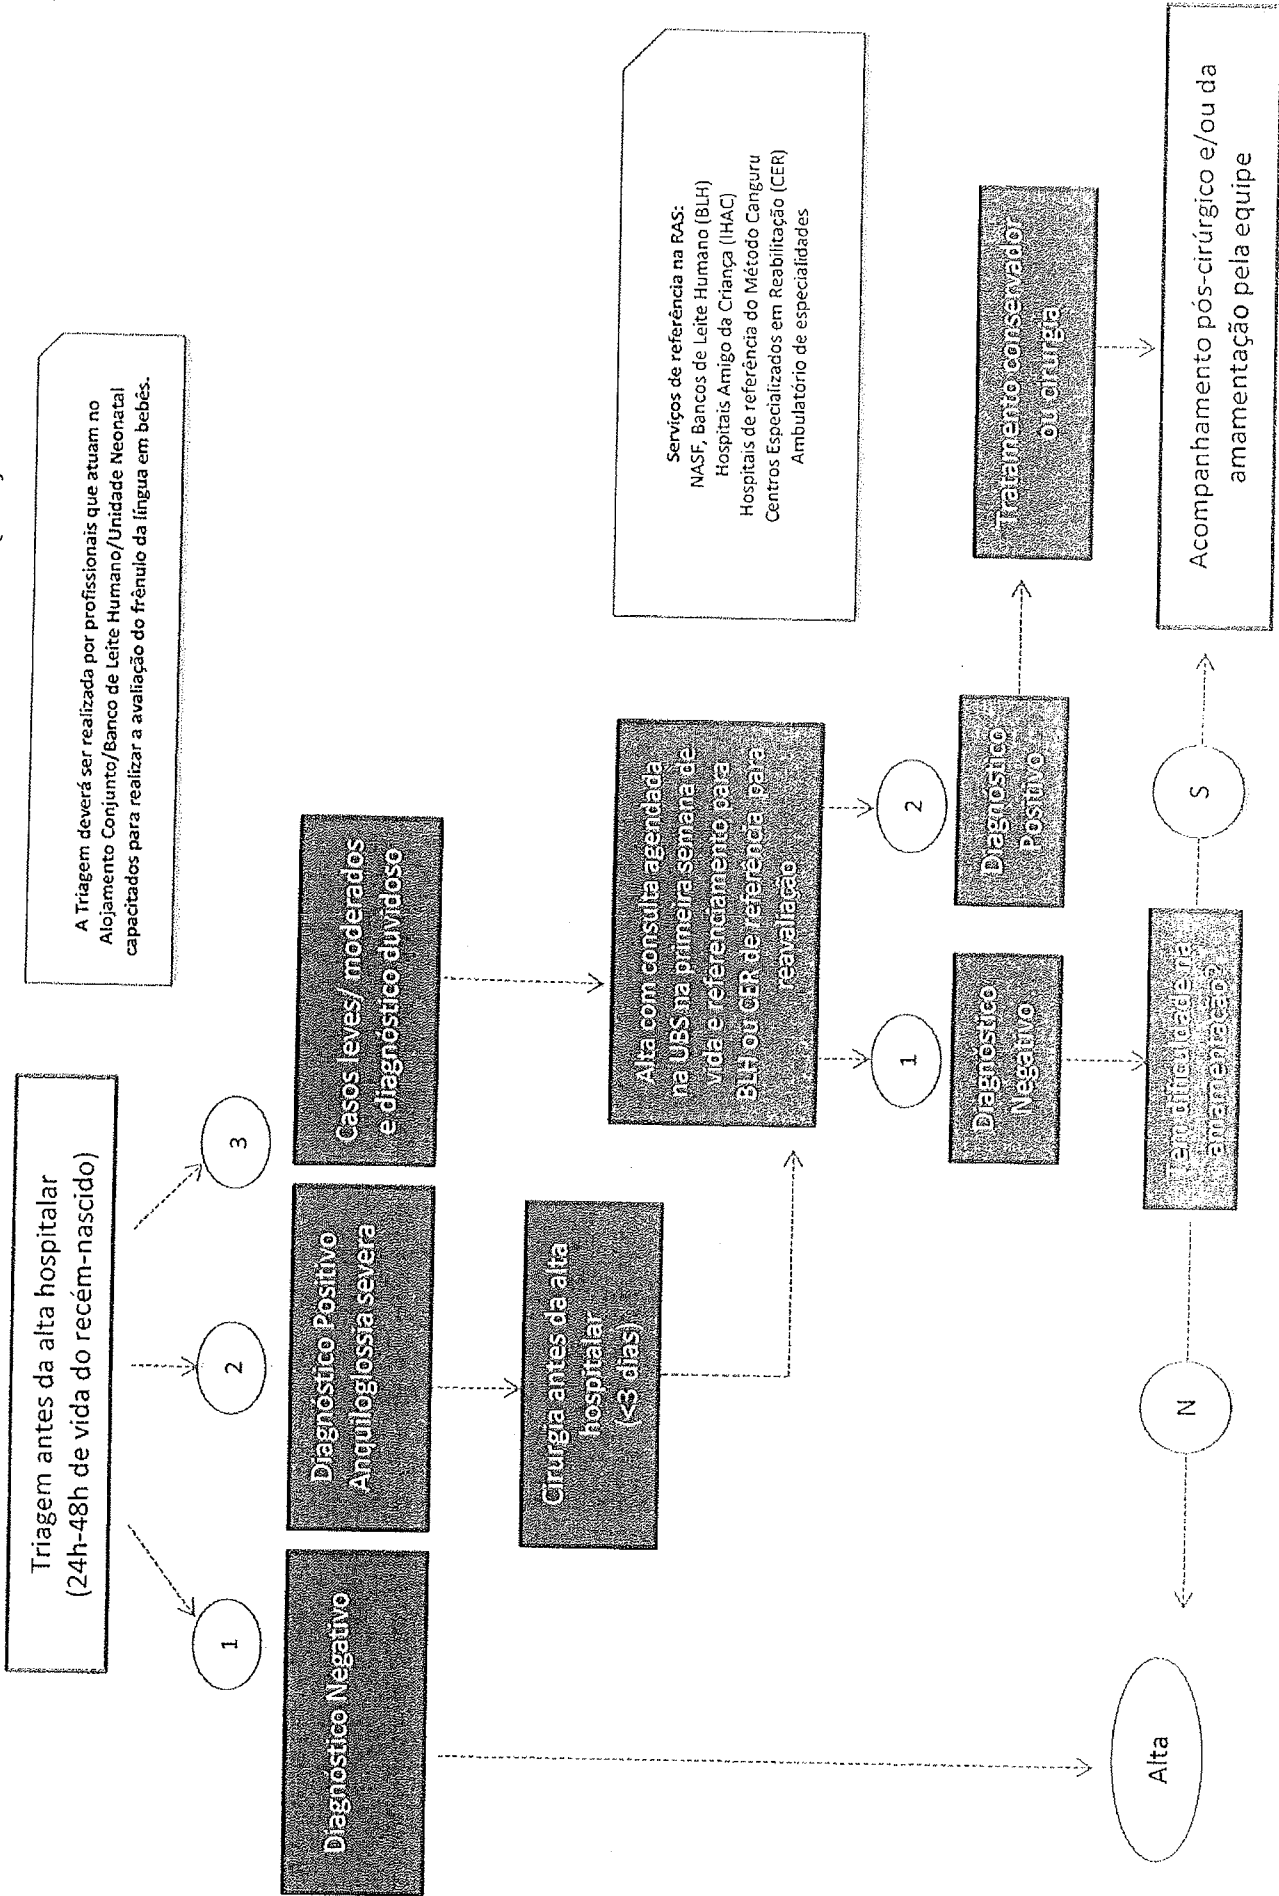 Triagem antes da alta hospitalar
(24h-48h de vida do recém-nascido)
A Triagem deverá ser realizada por profissionais que atuam no
Alojamento Conjunto/Banco de Leite Humano/Unidade Neonatal
capacitados para realizar a avaliação do frênulo da língua em bebês.
1
2
3
Diagnostico Negativo
Diagnostico Positivo
Anquiloglossia severa
Casos leves/ moderados
e diagnóstico duvidoso
Cirurgia antes da alta
hospitalar
(<3 dias)
Alta com consulta agendada
na UBS na primeira semana de
vida e referenciamento para
BLH ou CER de referência para
reavaliação
Serviços de referência na RAS:
NASF, Bancos de Leite Humano (BLH)
Hospitais Amigo da Criança (IHAC)
Hospitais de referência do Método Canguru
Centros Especializados em Reabilitação (CER)
Ambulatório de especialidades
1
2
Diagnóstico
Negativo
Diagnóstico
Positivo
Tratamento conservador
ou cirurgia
Alta
N
Tem dificuldade na
amamentação?
S
Acompanhamento pós-cirúrgico e/ou da
amamentação pela equipe